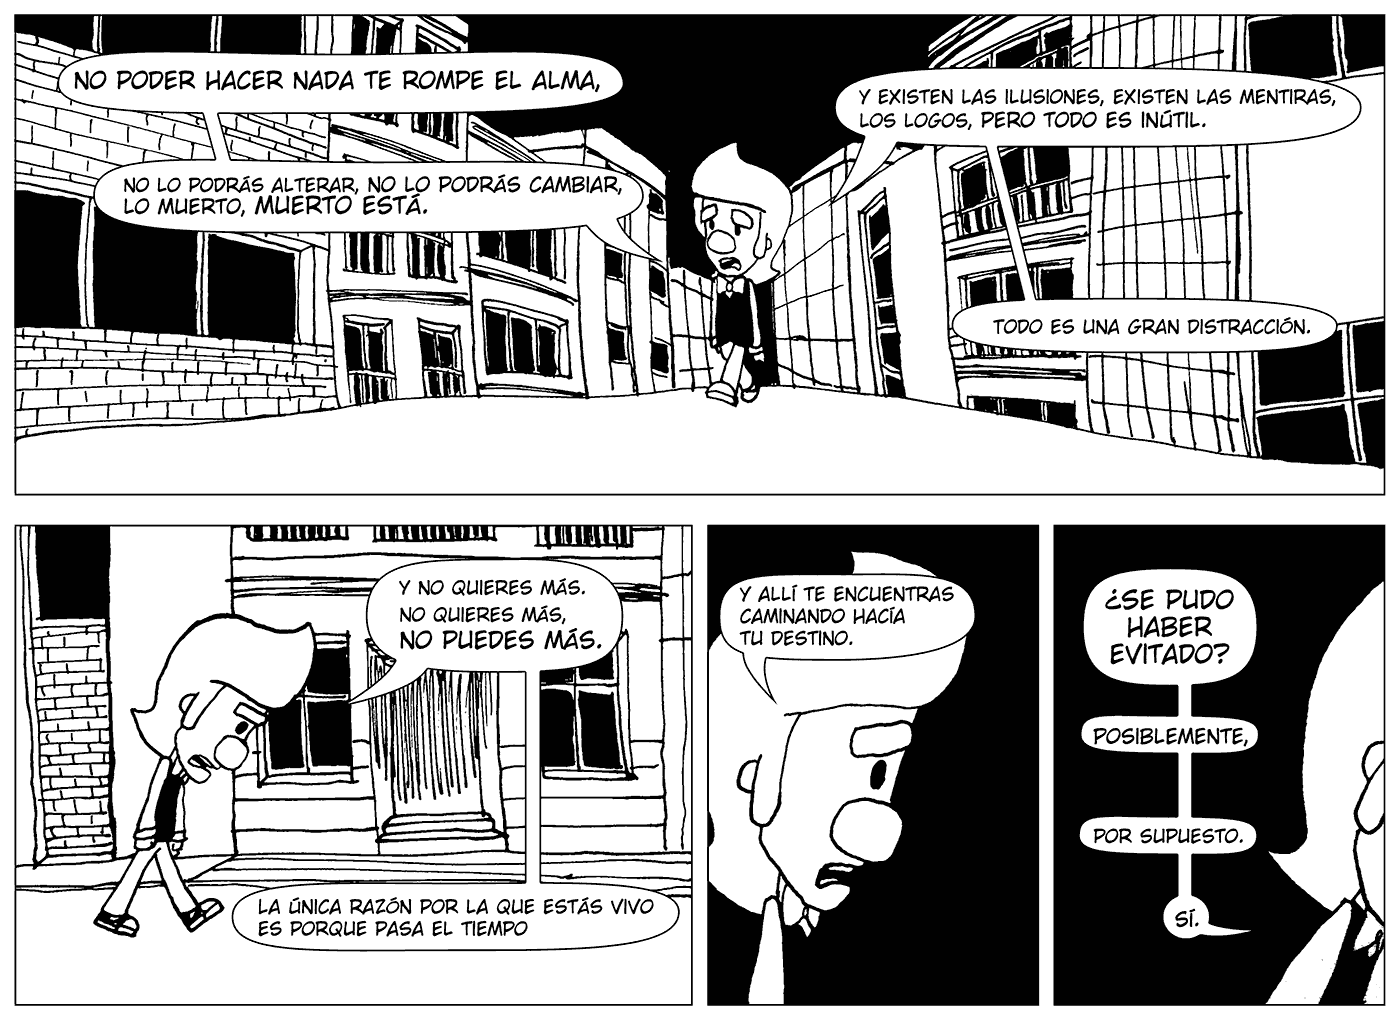 NO PODER HACER NADA TE ROMPE EL ALMA,
NO LO PODRÁS ALTERAR, NO LO PODRÁS CAMBIAR,
LO MUERTO, MUERTO ESTÁ.
Y EXISTEN LAS ILUSIONES, EXISTEN LAS MENTIRAS,
LOS LOGOS, PERO TODO ES INÚTIL.
TODO ES UNA GRAN DISTRACCIÓN.
Y NO QUIERES MÁS.
NO QUIERES MÁS,
NO PUEDES MÁS.
LA ÚNICA RAZÓN POR LA QUE ESTÁS VIVO
ES PORQUE PASA EL TIEMPO
Y ALLÍ TE ENCUENTRAS
CAMINANDO HACÍA
TU DESTINO.
¿SE PUDO
HABER
EVITADO?
POSIBLEMENTE,
POR SUPUESTO.
SÍ.